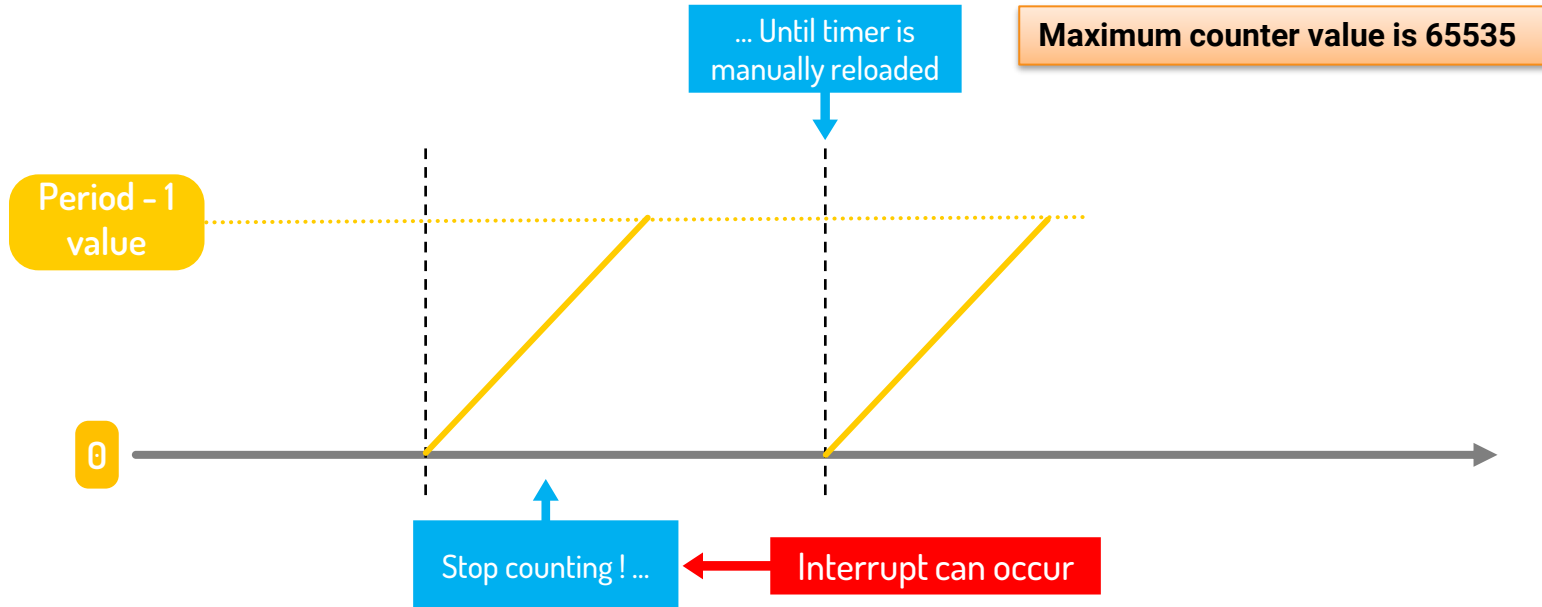 ... Until timer is
manually reloaded
Maximum counter value is 65535
Period - 1
value
0
Stop counting ! ...
Interrupt can occur